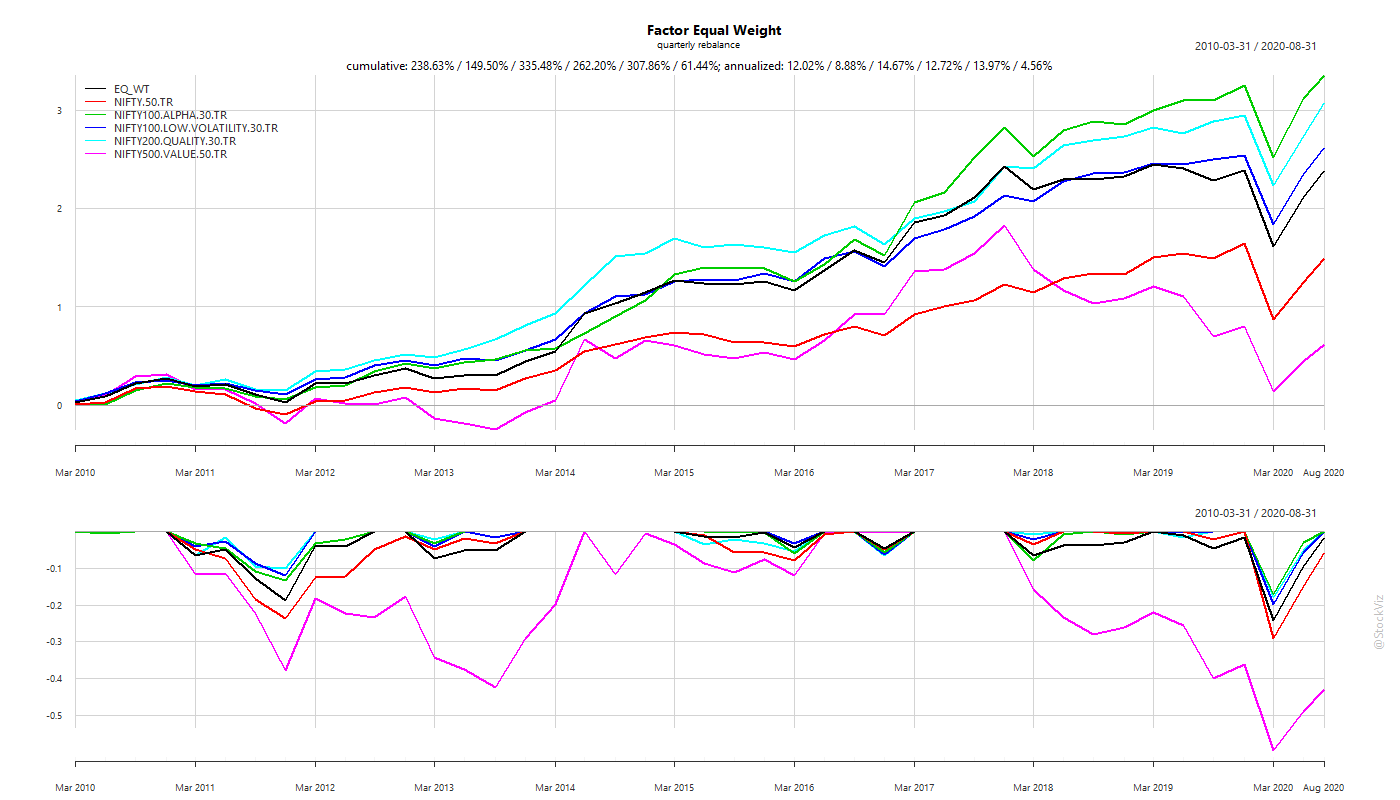 Factor Equal Weight
quarterly rebalance
2010-03-31 / 2020-08-31
cumulative: 238.63% / 149.50% / 335.48% / 262.20% / 307.86% / 61.44%; annualized: 12.02% / 8.88% / 14.67% / 12.72% / 13.97% / 4.56%
EQ_WT
NIFTY.50.TR
NIFTY100.ALPHA.30.TR
NIFTY100.LOW.VOLATILITY.30.TR
NIFTY200.QUALITY.30.TR
NIFTY500.VALUE.50.TR
3
2
1
0
Mar 2010 Mar 2011 Mar 2012 Mar 2013 Mar 2014 Mar 2015 Mar 2016 Mar 2017 Mar 2018 Mar 2019 Mar 2020 Aug 2020
2010-03-31 / 2020-08-31
-0.1
-0.2
-0.3
-0.4
-0.5
Mar 2010 Mar 2011 Mar 2012 Mar 2013 Mar 2014 Mar 2015 Mar 2016 Mar 2017 Mar 2018 Mar 2019 Mar 2020 Aug 2020
@StockViz